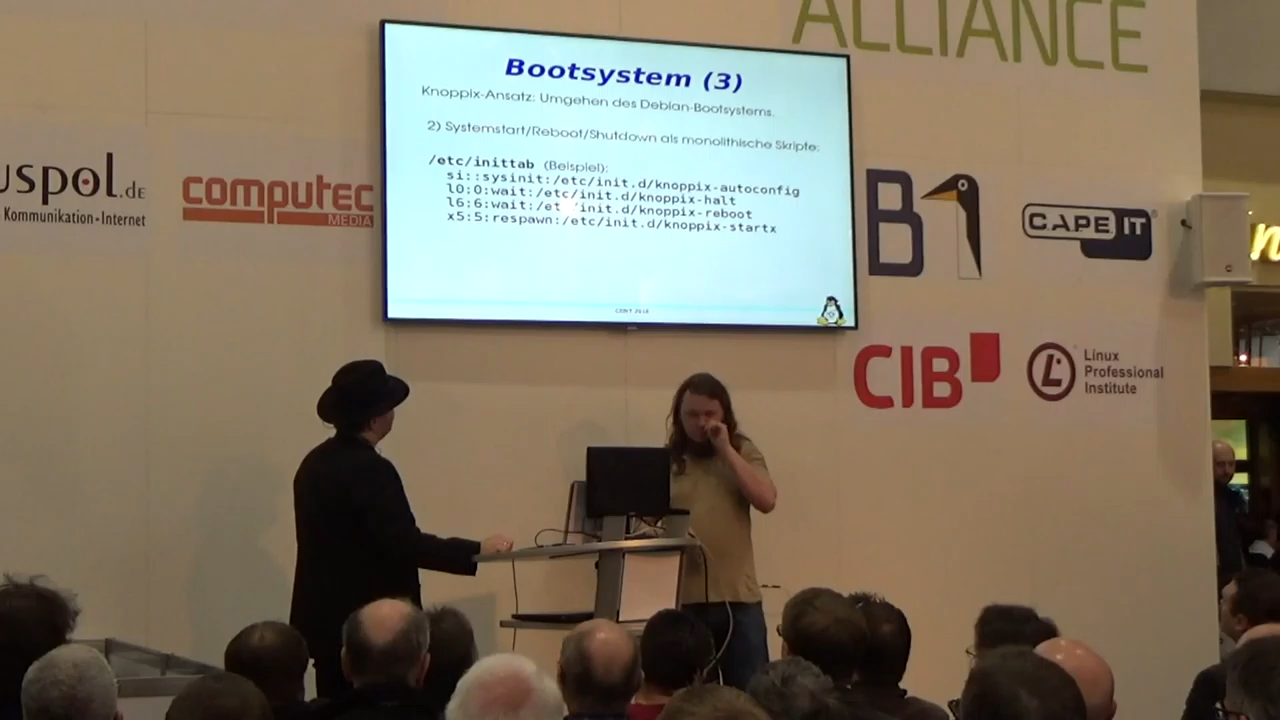 ALLIANCE
Bootsystem (3)
Knoppix-Ansatz: Umgehen des Debian-Bootsystems.
2) Systemstart/Reboot/Shutdown als monolithische Skripte:
/etc/inittab (Beispiel):
si::sysinit:/etc/init.d/knoppix-autoconfig
l0:0:wait:/etc/init.d/knoppix-halt
l6:6:wait:/et init.d/knoppix-reboot
x5:5:respawn:/etc/init.d/knoppix-startx
CEBIT 2018
uspol.de
Kommunikation•Internet
computec
MEDIA
B1
CAPE IT
CIB
Linux
Professional
Institute